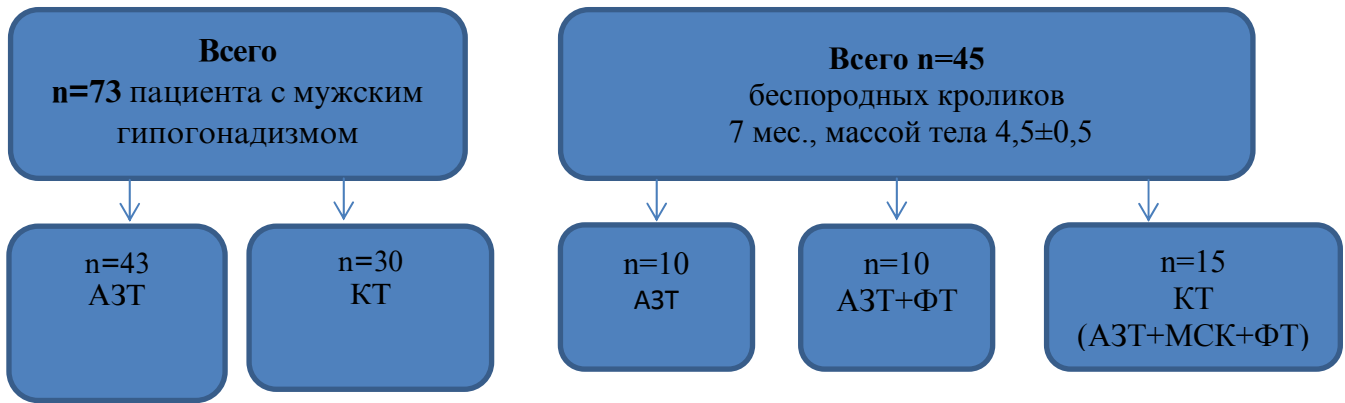 Всего
n=73 пациента с мужским
гипогонадизмом
Всего n=45
беспородных кроликов
7 мес., массой тела 4,5±0,5
n=43
АЗТ
n=30
КТ
n=10
АЗТ
n=10
АЗТ+ФТ
n=15
КТ
(АЗТ+МСК+ФТ)